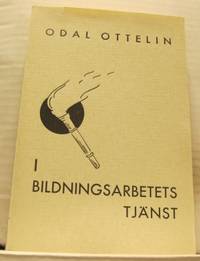 ODAL OTTELIN
I
BILDNINGSARBETETS
TJÄNST